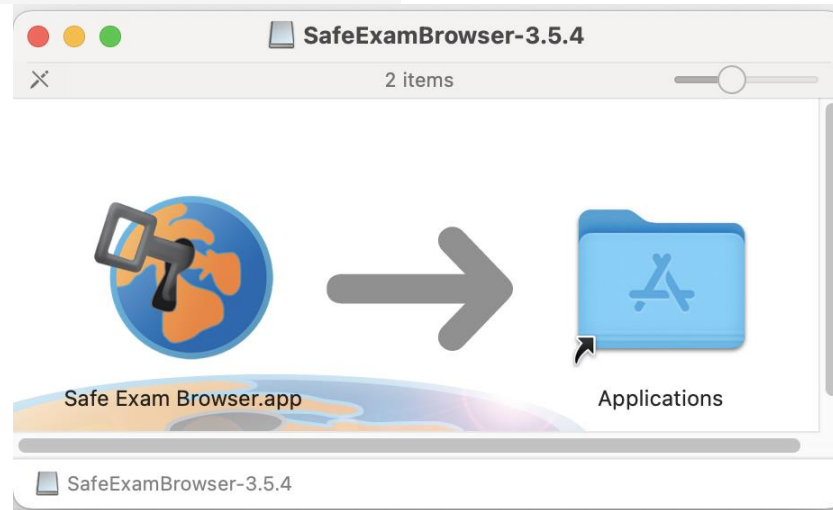 SafeExamBrowser-3.5.4
2 items
Safe Exam Browser.app
Applications
SafeExamBrowser-3.5.4